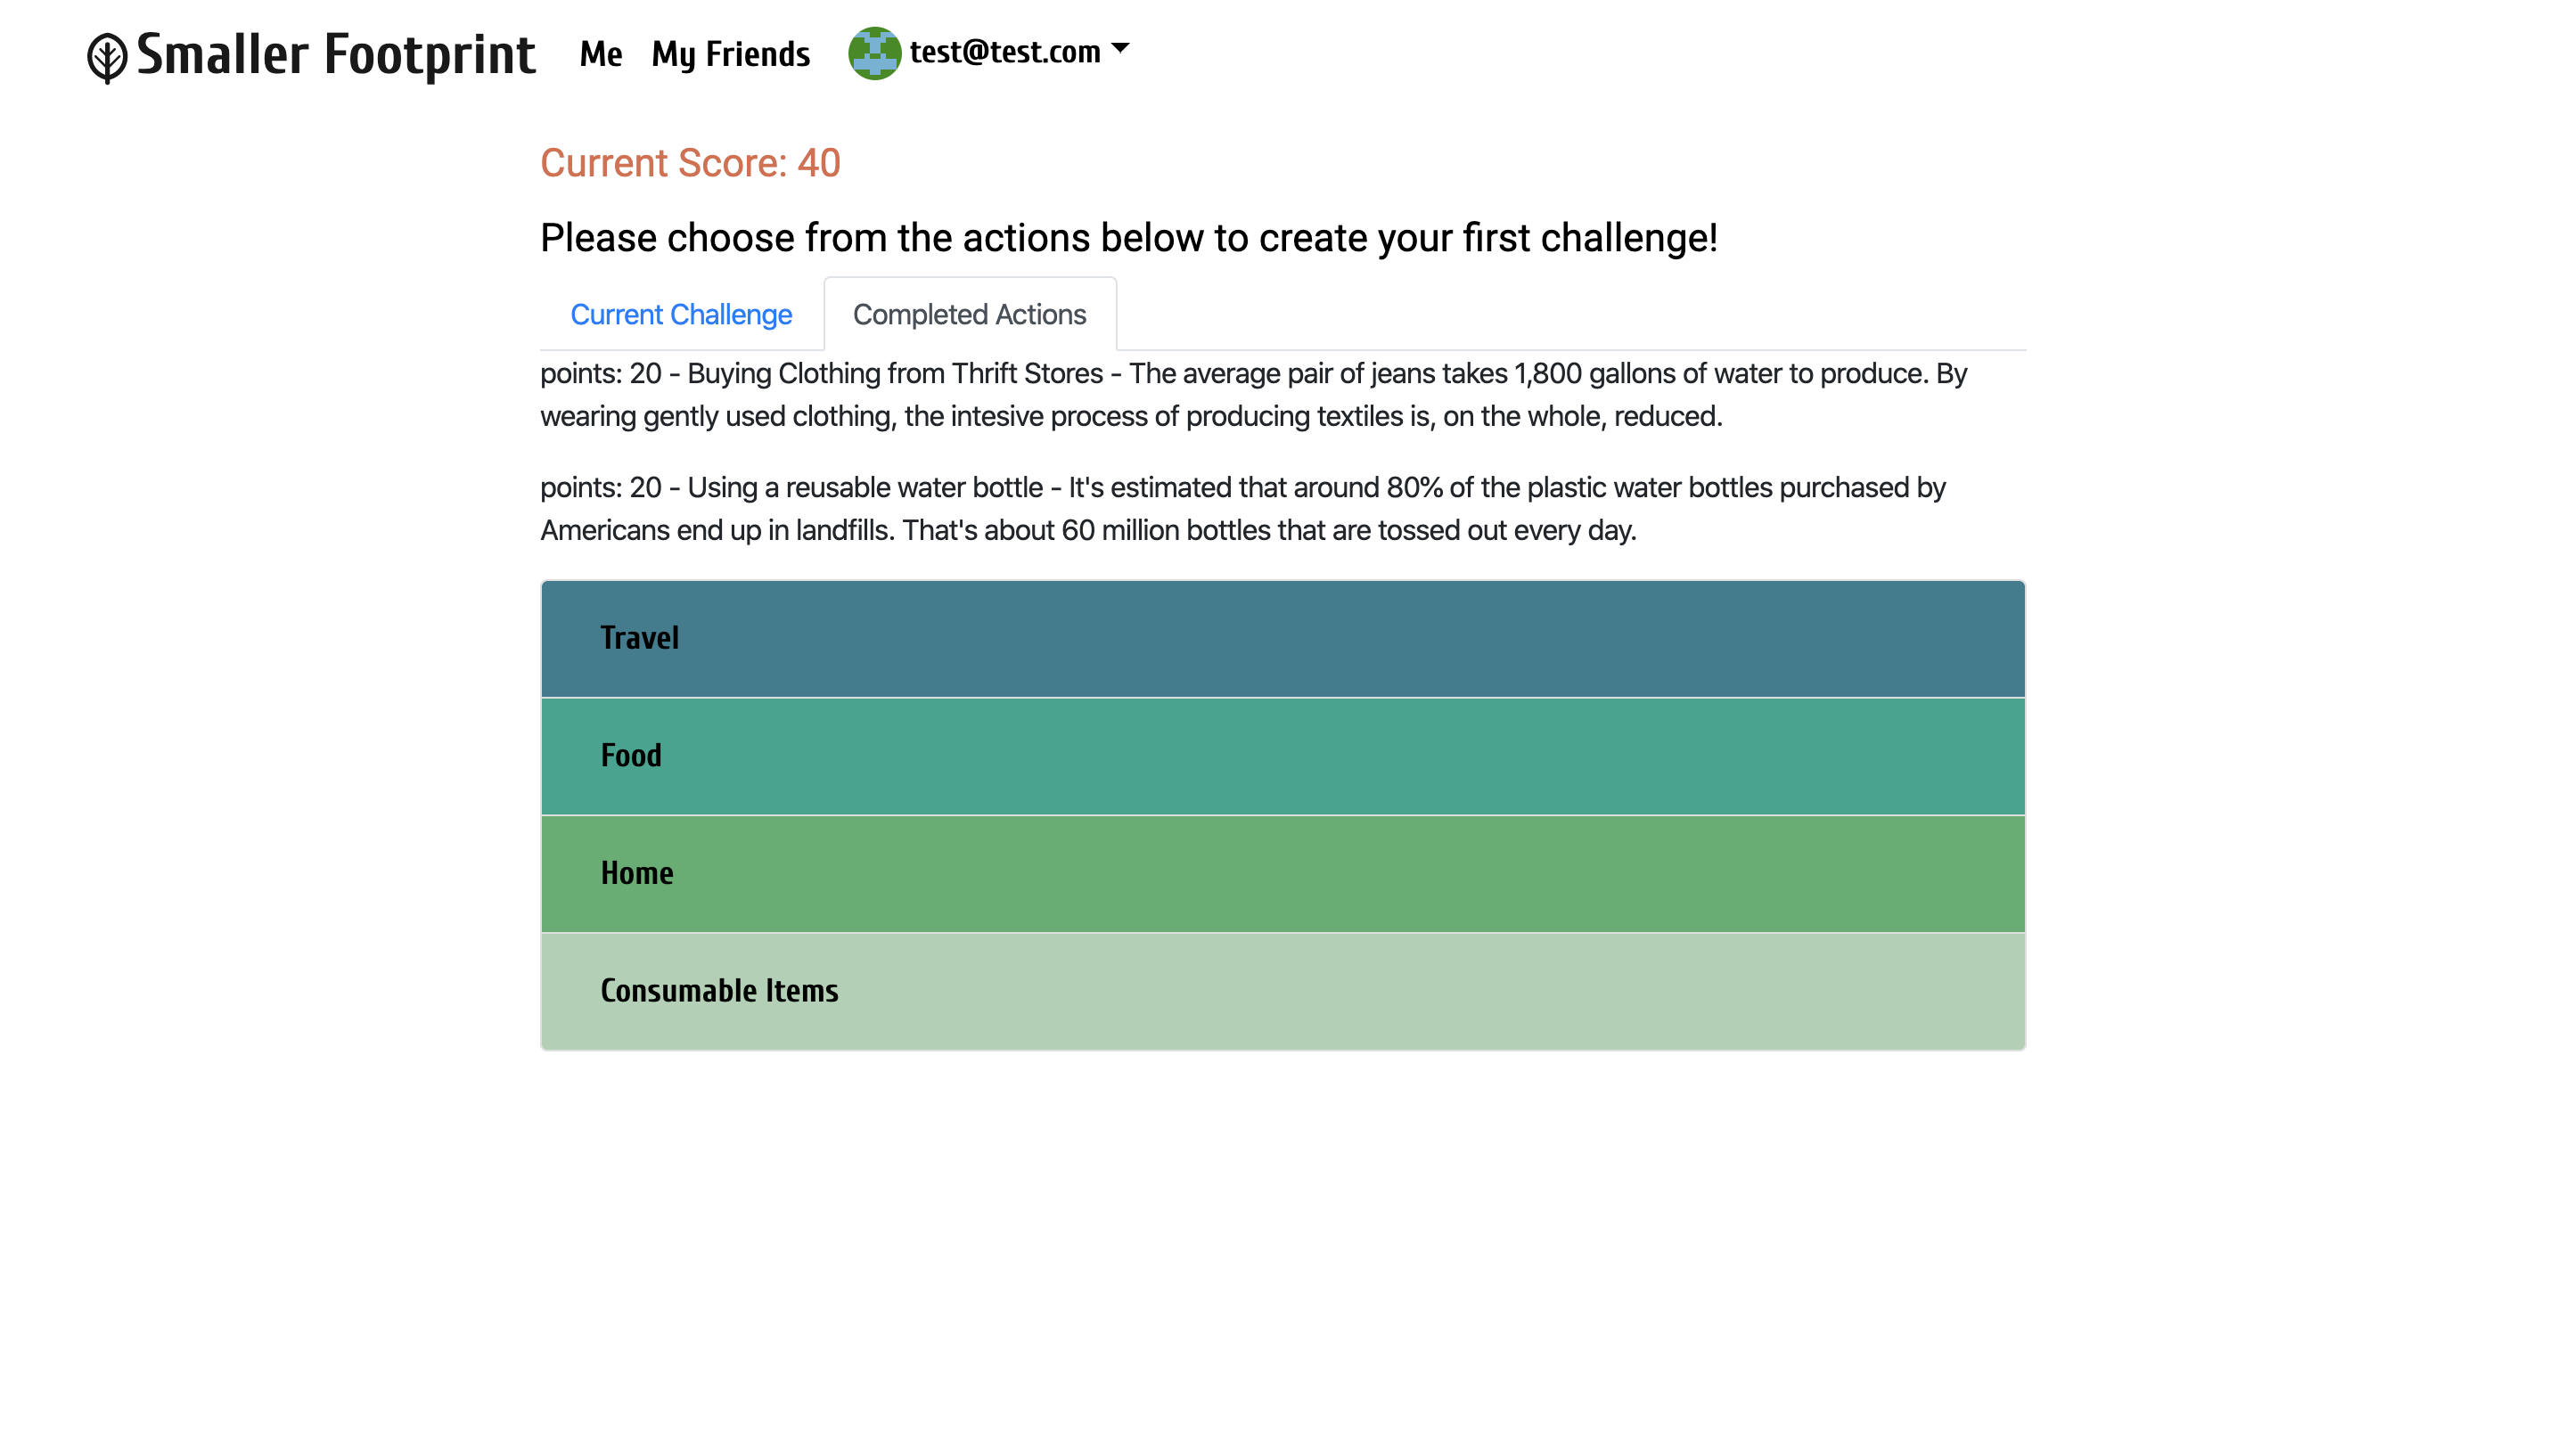 Smaller Footprint Me My Friends test@test.com
Current Score: 40
Please choose from the actions below to create your first challenge!
Current Challenge Completed Actions
points: 20 - Buying Clothing from Thrift Stores - The average pair of jeans takes 1,800 gallons of water to produce. By
wearing gently used clothing, the intesive process of producing textiles is, on the whole, reduced.
points: 20 - Using a reusable water bottle - It's estimated that around 80% of the plastic water bottles purchased by
Americans end up in landfills. That's about 60 million bottles that are tossed out every day.
Travel
Food
Home
Consumable Items